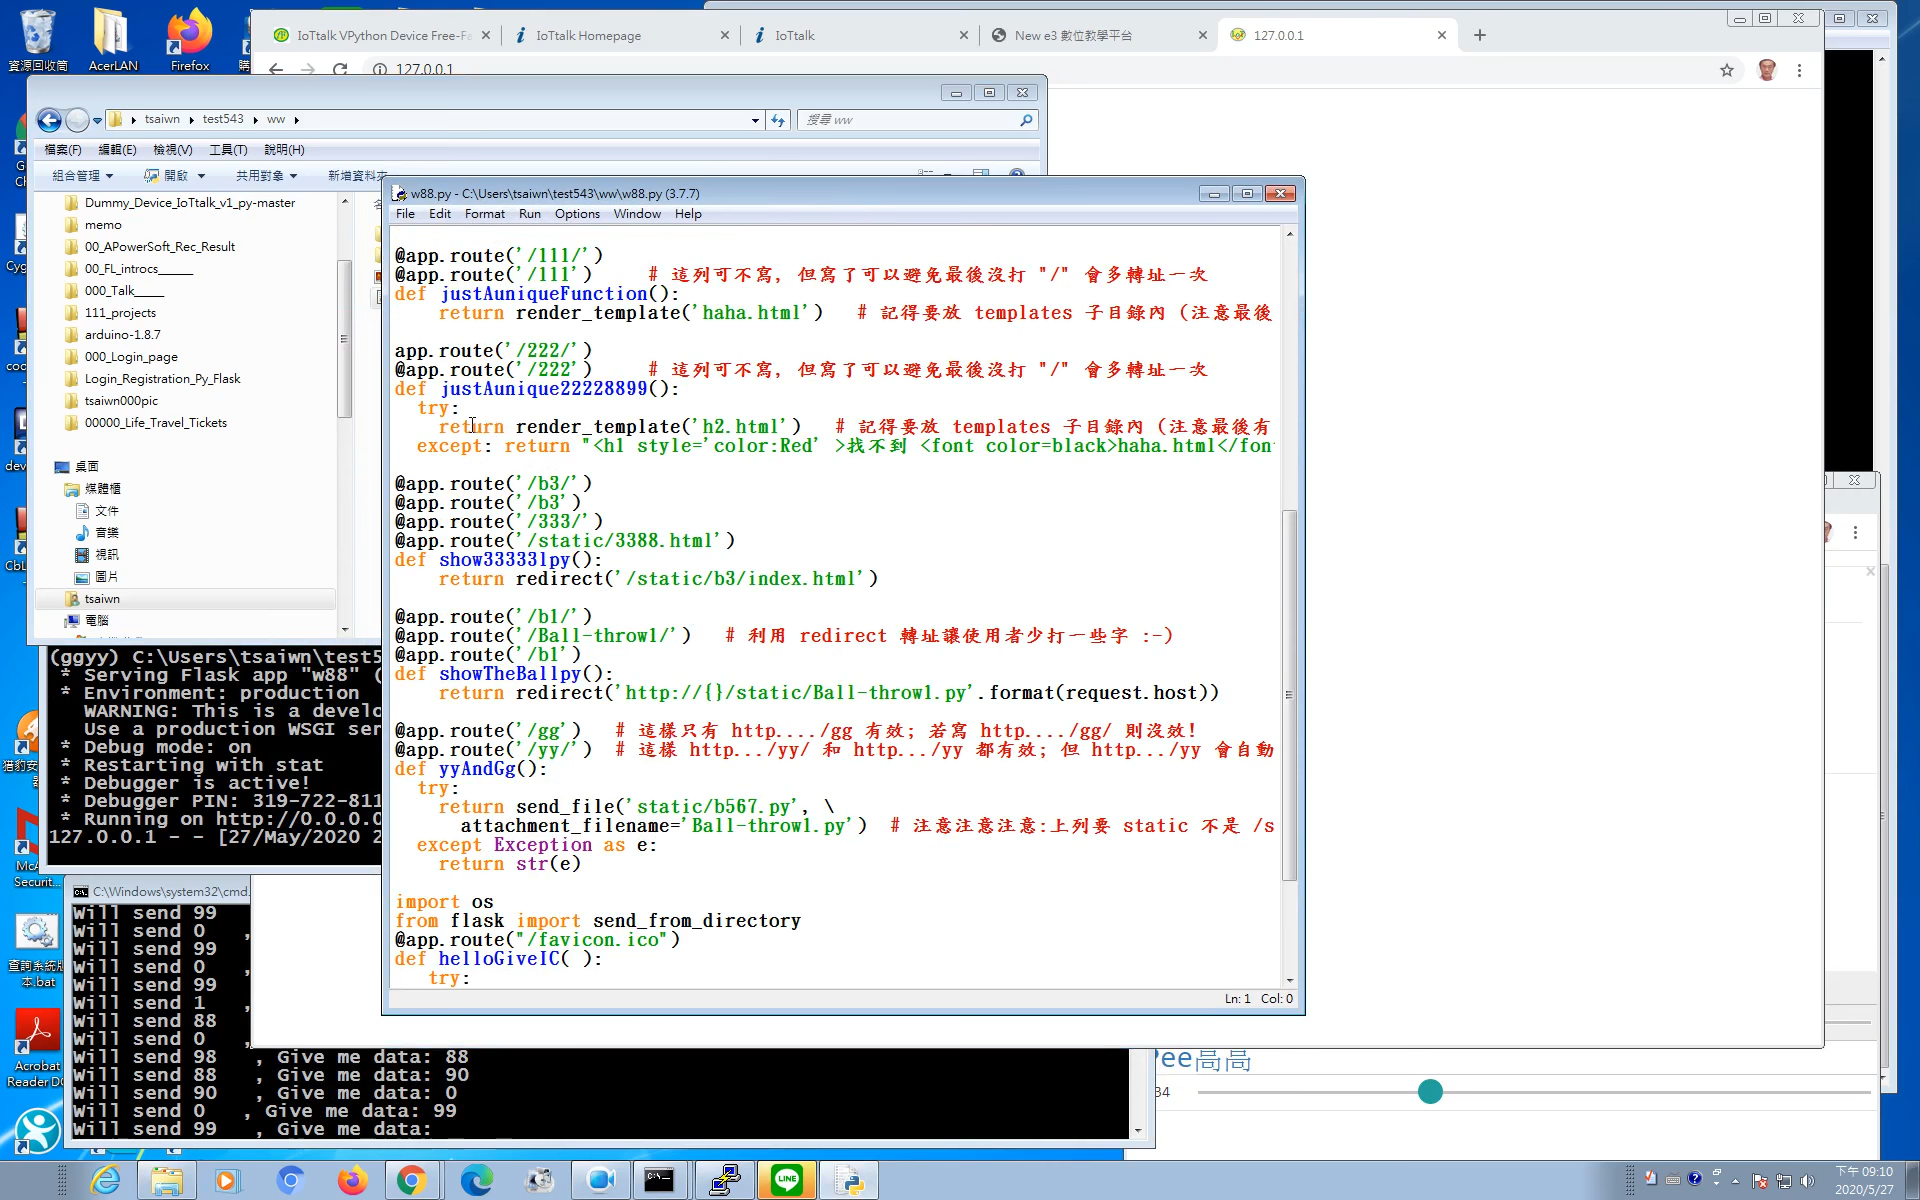 資源回收筒
AcerLAN
Firefox
IoTtalk VPython Device Free-Fa
IoTtalk Homepage
IoTtalk
New e3 數位教學平台
127.0.0.1
127.0.0.1
tsaiwn test543 ww
搜尋 ww
檔案(F) 編輯(E) 檢視(V) 工具(T) 說明(H)
組合管理 開啟 共用對象 新增資料夾
Dummy_Device_IoTtalk_v1_py-master
memo
00_APowerSoft_Rec_Result
00_FL_introcs______
000_Talk_____
111_projects
arduino-1.8.7
000_Login_page
Login_Registration_Py_Flask
tsaiwn000pic
00000_Life_Travel_Tickets
桌面
媒體櫃
文件
音樂
視訊
圖片
tsaiwn
電腦
w88.py - C:\Users\tsaiwn\test543\ww\w88.py (3.7.7)
File Edit Format Run Options Window Help
@app.route('/111/')
@app.route('/111') # 這列可不寫, 但寫了可以避免最後沒打 "/" 會多轉址一次
def justAuniqueFunction():
return render_template('haha.html') # 記得要放 templates 子目錄內 (注意最後
app.route('/222/')
@app.route('/222') # 這列可不寫, 但寫了可以避免最後沒打 "/" 會多轉址一次
def justAunique22228899():
try:
return render_template('h2.html') # 記得要放 templates 子目錄內 (注意最後有
except: return "<h1 style='color:Red' >找不到 <font color=black>haha.html</fon
@app.route('/b3/')
@app.route('/b3')
@app.route('/333/')
@app.route('/static/3388.html')
def show33333lpy():
return redirect('/static/b3/index.html')
@app.route('/b1/')
@app.route('/Ball-throw1/') # 利用 redirect 轉址讓使用者少打一些字 :-)
@app.route('/b1')
def showTheBallpy():
return redirect('http://{}/static/Ball-throw1.py'.format(request.host))
@app.route('/gg') # 這樣只有 http..../gg 有效; 若寫 http..../gg/ 則沒效!
@app.route('/yy/') # 這樣 http.../yy/ 和 http.../yy 都有效; 但 http.../yy 會自動
def yyAndGg():
try:
return send_file('static/b567.py', \
attachment_filename='Ball-throw1.py') # 注意注意注意:上列要 static 不是 /s
except Exception as e:
return str(e)
import os
from flask import send_from_directory
@app.route("/favicon.ico")
def helloGiveIC( ):
try:
Ln: 1 Col: 0
(ggyy) C:\Users\tsaiwn\test5
* Serving Flask app "w88" (
* Environment: production
WARNING: This is a develo
Use a production WSGI ser
* Debug mode: on
* Restarting with stat
* Debugger is active!
* Debugger PIN: 319-722-811
* Running on http://0.0.0.0
127.0.0.1 - - [27/May/2020 2
C:\Windows\system32\cmd.
Will send 99
Will send 0 ,
Will send 99
Will send 0 ,
Will send 99
Will send 1 ,
Will send 88
Will send 0 ,
Will send 98 , Give me data: 88
Will send 88 , Give me data: 90
Will send 90 , Give me data: 0
Will send 0 , Give me data: 99
Will send 99 , Give me data:
查詢系統版本.bat
Acrobat
Reader DC
McA
Securit...
ee高高
34
下午 09:10
2020/5/27